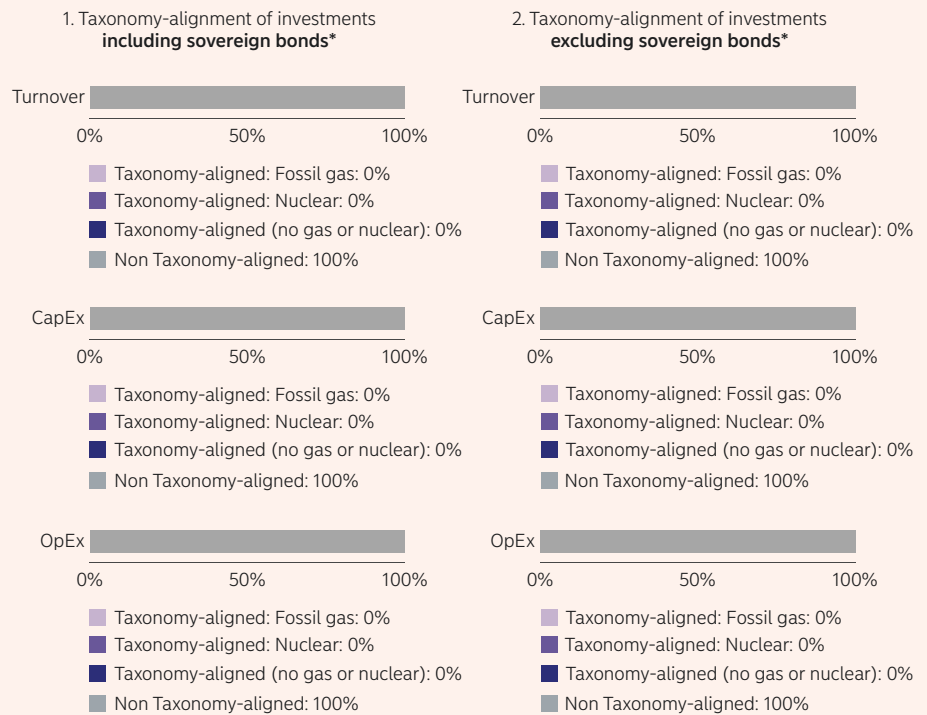 1. Taxonomy-alignment of investments
including sovereign bonds*
Turnover
0% 50% 100%
Taxonomy-aligned: Fossil gas: 0%
Taxonomy-aligned: Nuclear: 0%
Taxonomy-aligned (no gas or nuclear): 0%
Non Taxonomy-aligned: 100%
CapEx
0% 50% 100%
Taxonomy-aligned: Fossil gas: 0%
Taxonomy-aligned: Nuclear: 0%
Taxonomy-aligned (no gas or nuclear): 0%
Non Taxonomy-aligned: 100%
OpEx
0% 50% 100%
Taxonomy-aligned: Fossil gas: 0%
Taxonomy-aligned: Nuclear: 0%
Taxonomy-aligned (no gas or nuclear): 0%
Non Taxonomy-aligned: 100%
2. Taxonomy-alignment of investments
excluding sovereign bonds*
Turnover
0% 50% 100%
Taxonomy-aligned: Fossil gas: 0%
Taxonomy-aligned: Nuclear: 0%
Taxonomy-aligned (no gas or nuclear): 0%
Non Taxonomy-aligned: 100%
CapEx
0% 50% 100%
Taxonomy-aligned: Fossil gas: 0%
Taxonomy-aligned: Nuclear: 0%
Taxonomy-aligned (no gas or nuclear): 0%
Non Taxonomy-aligned: 100%
OpEx
0% 50% 100%
Taxonomy-aligned: Fossil gas: 0%
Taxonomy-aligned: Nuclear: 0%
Taxonomy-aligned (no gas or nuclear): 0%
Non Taxonomy-aligned: 100%